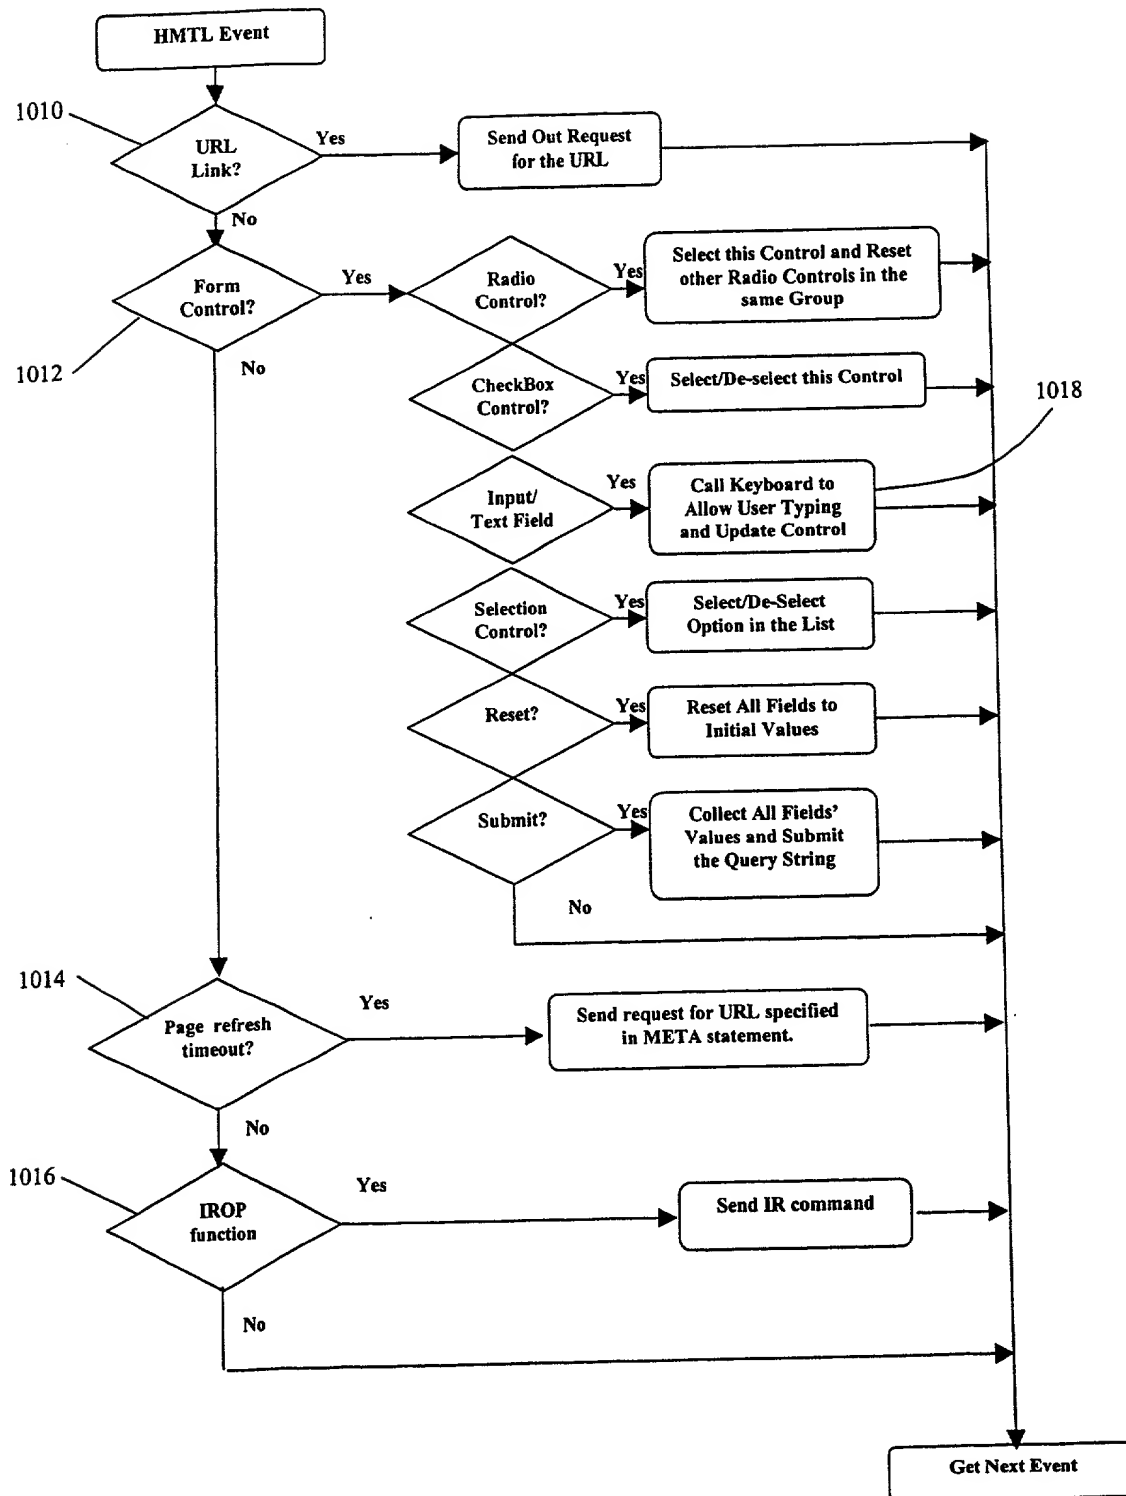 HMTL Event
1010
URL
Link?
Yes
Send Out Request
for the URL
No
Form
Control?
Yes
Radio
Control?
Yes
Select this Control and Reset
other Radio Controls in the
same Group
1012
No
CheckBox
Control?
Yes
Select/De-select this Control
1018
Input/
Text Field
Yes
Call Keyboard to
Allow User Typing
and Update Control
Selection
Control?
Yes
Select/De-Select
Option in the List
Reset?
Yes
Reset All Fields to
Initial Values
Submit?
Yes
Collect All Fields'
Values and Submit
the Query String
No
1014
Page refresh
timeout?
Yes
Send request for URL specified
in META statement.
No
1016
IROP
function
Yes
Send IR command
No
Get Next Event